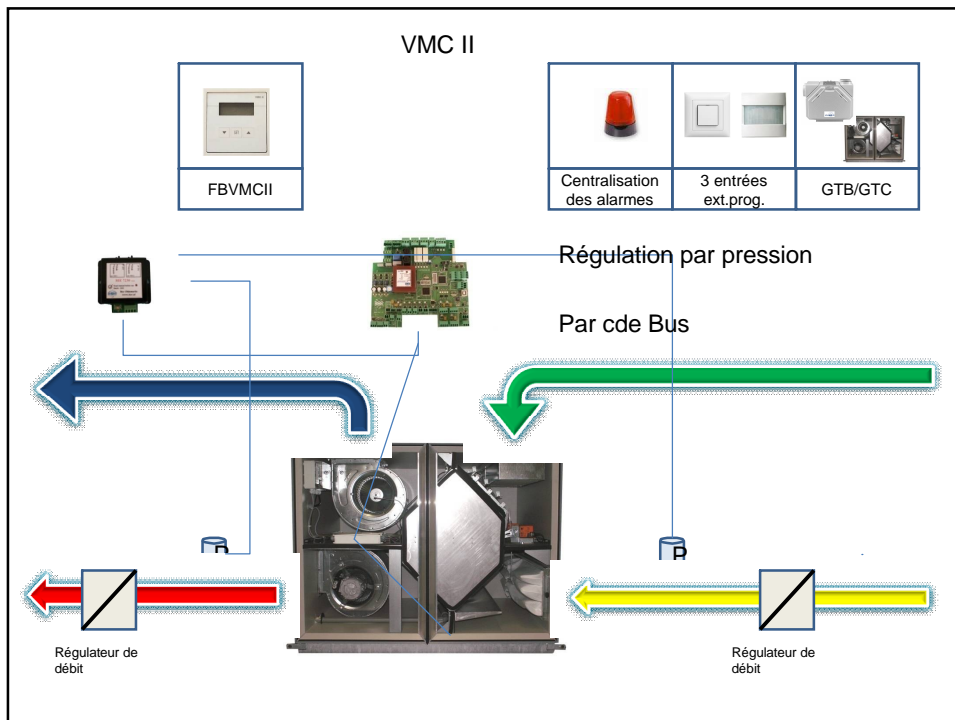 VMC II
FBVMCII
Centralisation
des alarmes
3 entrées
ext.prog.
GTB/GTC
Régulation par pression
Par cde Bus
P
P
Régulateur de
débit
Régulateur de
débit